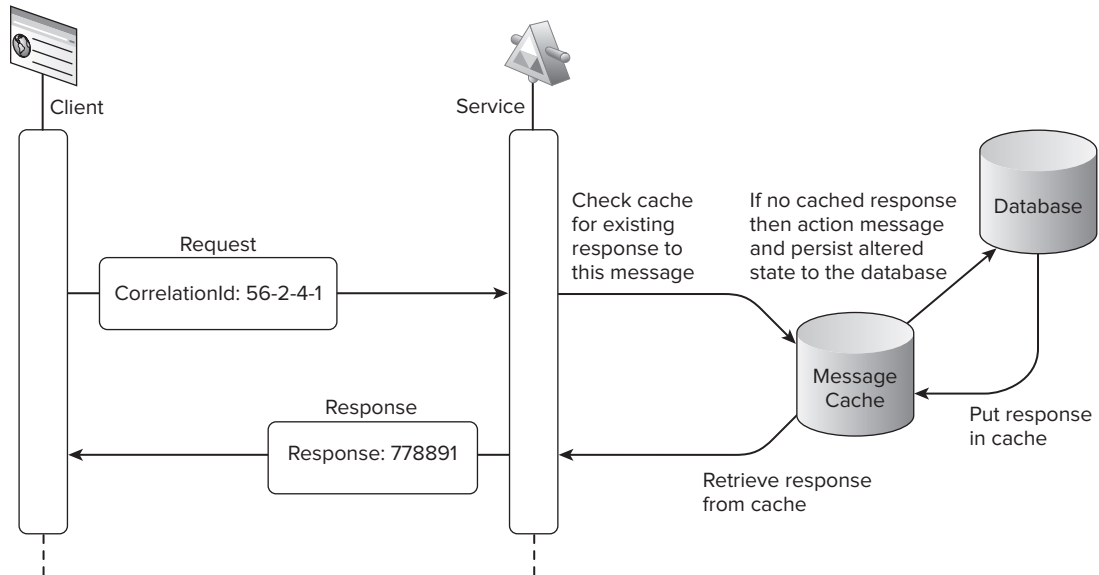 Client
Service
Request
CorrelationId: 56-2-4-1
Check cache
for existing
response to
this message
If no cached response
then action message
and persist altered
state to the database
Database
Message
Cache
Put response
in cache
Response
Response: 778891
Retrieve response
from cache